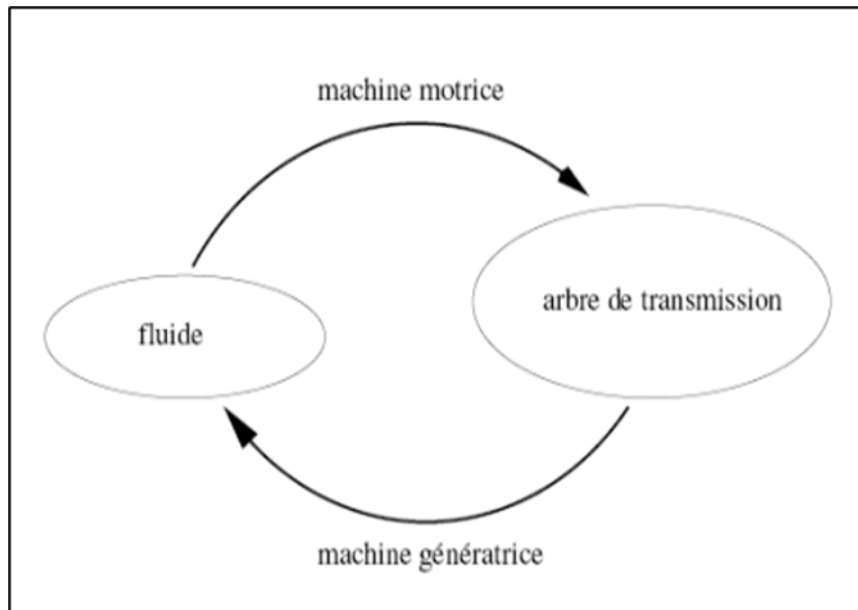 machine motrice
fluide
arbre de transmission
machine génératrice